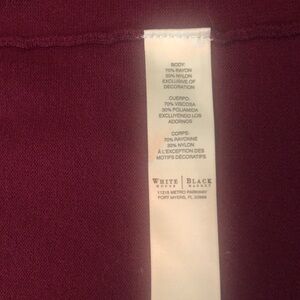 BODY:
70% RAYON
30% NYLON
EXCLUSIVE OF
DECORATION
CUERPO:
70% VISCOSA
30% POLIAMIDA
EXCLUYENDO LOS
ADORNOS
CORPS:
70% RAYONNE
30% NYLON
À L'EXCEPTION DES
MOTIFS DÉCORATIFS
WHITE | BLACK
HOUSE | MARKET
11215 METRO PARKWAY
FORT MYERS, FL 33966